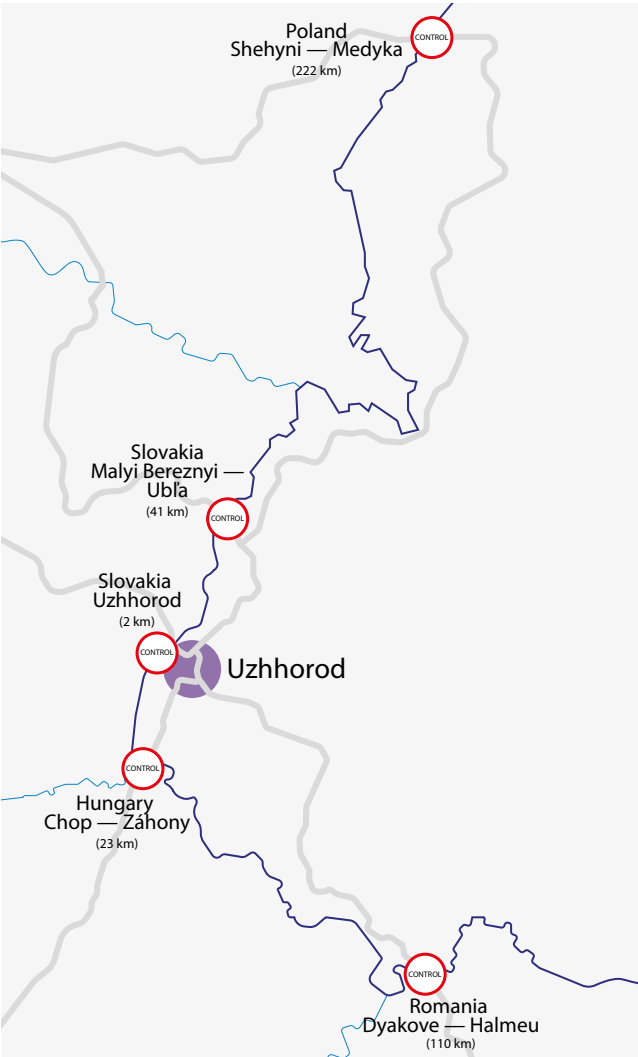 Poland
Shehyni — Medyka
(222 km)
CONTROL
Slovakia
Malyi Bereznyi —
Ubľa
(41 km)
CONTROL
Slovakia
Uzhhorod
(2 km)
CONTROL
Uzhhorod
CONTROL
Hungary
Chop — Záhony
(23 km)
CONTROL
Romania
Dyakove — Halmeu
(110 km)